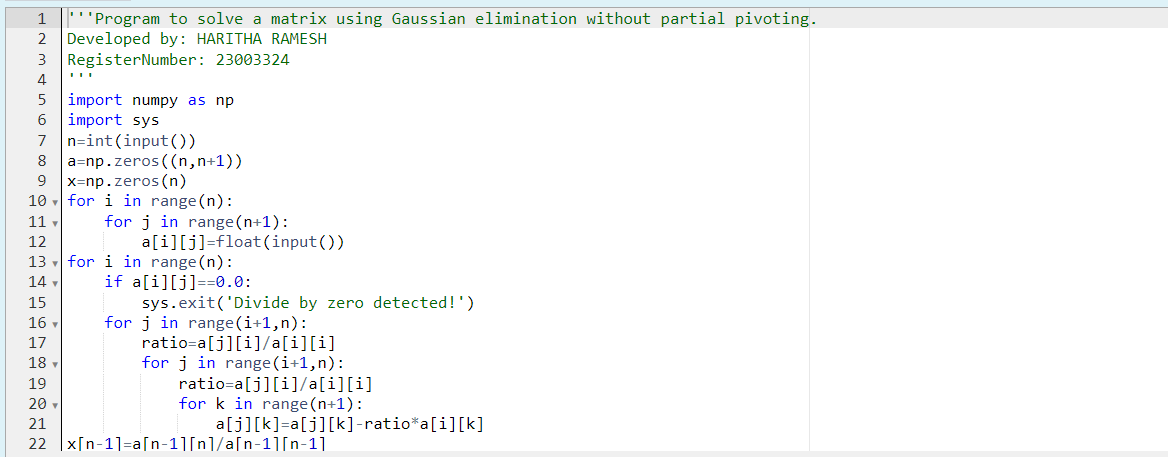 1 '''Program to solve a matrix using Gaussian elimination without partial pivoting.
2 Developed by: HARITHA RAMESH
3 RegisterNumber: 23003324
4 '''
5 import numpy as np
6 import sys
7 n=int(input())
8 a=np.zeros((n,n+1))
9 x=np.zeros(n)
10 for i in range(n):
11     for j in range(n+1):
12         a[i][j]=float(input())
13 for i in range(n):
14     if a[i][j]==0.0:
15         sys.exit('Divide by zero detected!')
16     for j in range(i+1,n):
17         ratio=a[j][i]/a[i][i]
18         for j in range(i+1,n):
19             ratio=a[j][i]/a[i][i]
20             for k in range(n+1):
21                 a[j][k]=a[j][k]-ratio*a[i][k]
22 x[n-1]=a[n-1][n]/a[n-1][n-1]